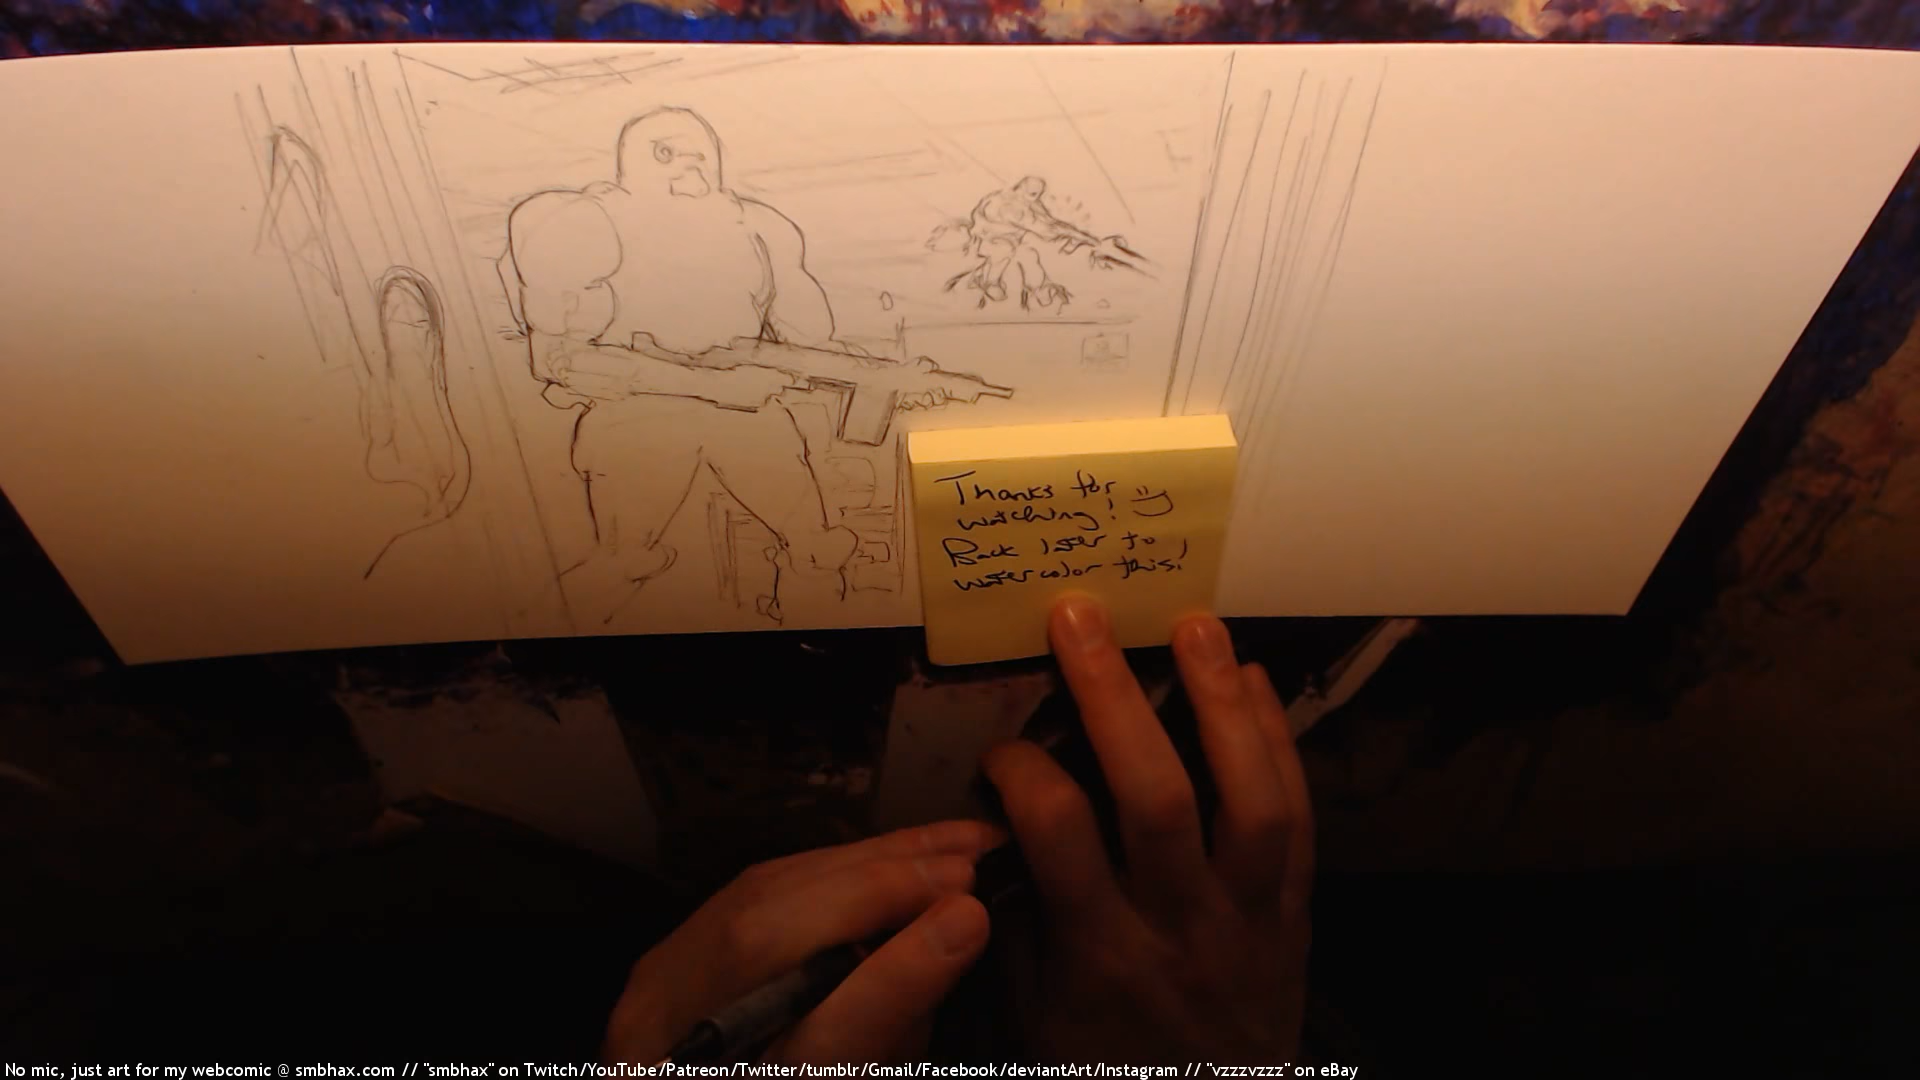 Thanks for
watching! :)
Back later to
watercolor this!
No mic, just art for my webcomic @ smbhax.com // "smbhax" on Twitch/YouTube/Patreon/Twitter/tumblr/Gmail/Facebook/deviantArt/Instagram // "vzzzvzzz" on eBay